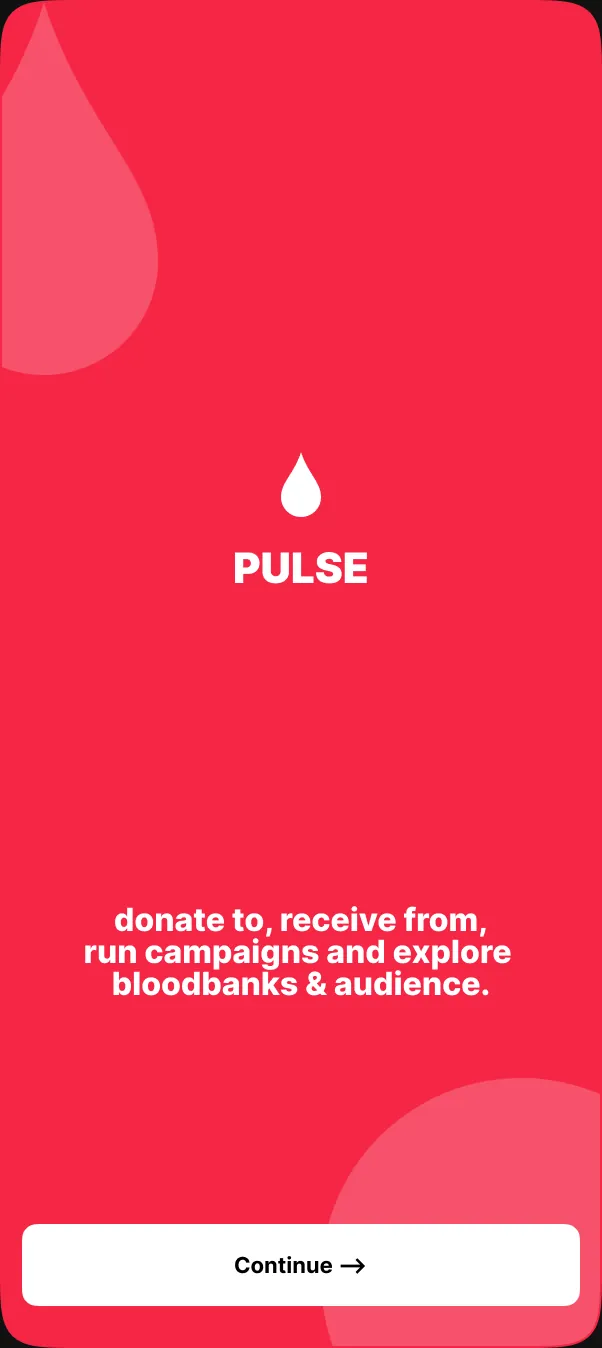 PULSE
donate to, receive from,
run campaigns and explore
bloodbanks & audience.
Continue →